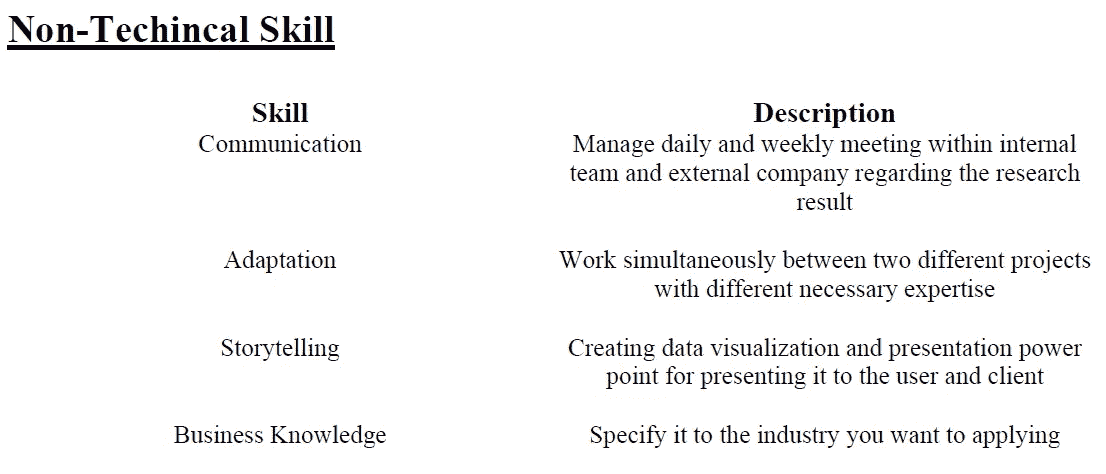 Non-Techincal Skill
Skill Description
Communication Manage daily and weekly meeting within internal
team and external company regarding the research
result
Adaptation Work simultaneously between two different projects
with different necessary expertise
Storytelling Creating data visualization and presentation power
point for presenting it to the user and client
Business Knowledge Specify it to the industry you want to applying